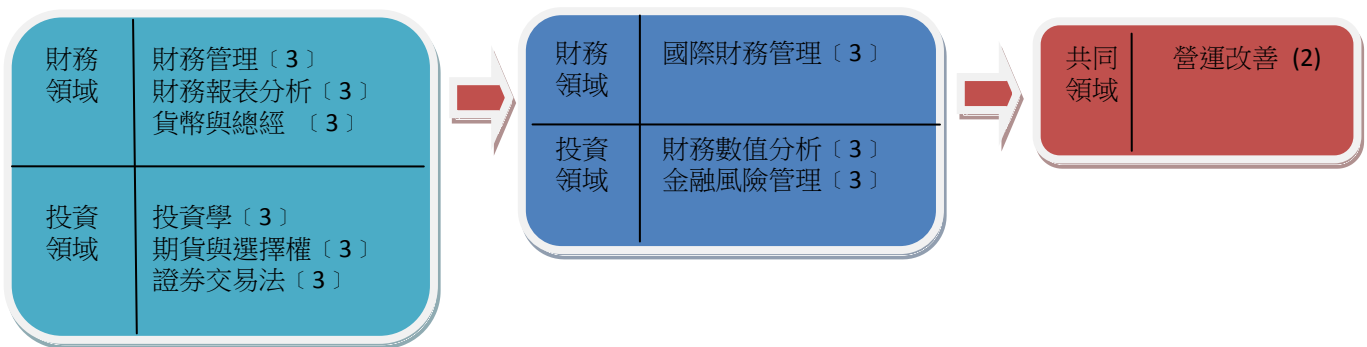 財務
領域
財務管理〔3〕
財務報表分析〔3〕
貨幣與總經 〔3〕
投資
領域
投資學〔3〕
期貨與選擇權〔3〕
證券交易法〔3〕
財務
領域
國際財務管理〔3〕
投資
領域
財務數值分析〔3〕
金融風險管理〔3〕
共同
領域
營運改善 (2)